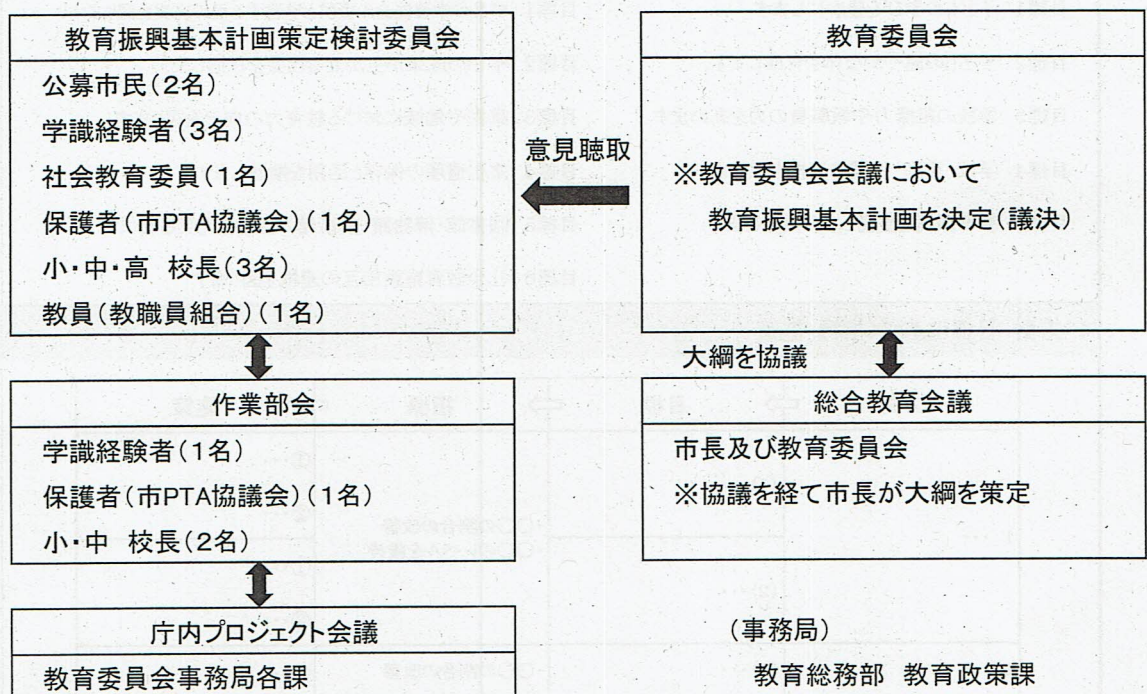 教育振興基本計画策定検討委員会
公募市民(2名)
学識経験者(3名)
社会教育委員(1名)
保護者(市PTA協議会)(1名)
小・中・高 校長(3名)
教員(教職員組合)(1名)
意見聴取
教育委員会
※教育委員会会議において
教育振興基本計画を決定(議決)
大綱を協議
作業部会
学識経験者(1名)
保護者(市PTA協議会)(1名)
小・中 校長(2名)
総合教育会議
市長及び教育委員会
※協議を経て市長が大綱を策定
庁内プロジェクト会議
教育委員会事務局各課
(事務局)
教育総務部 教育政策課